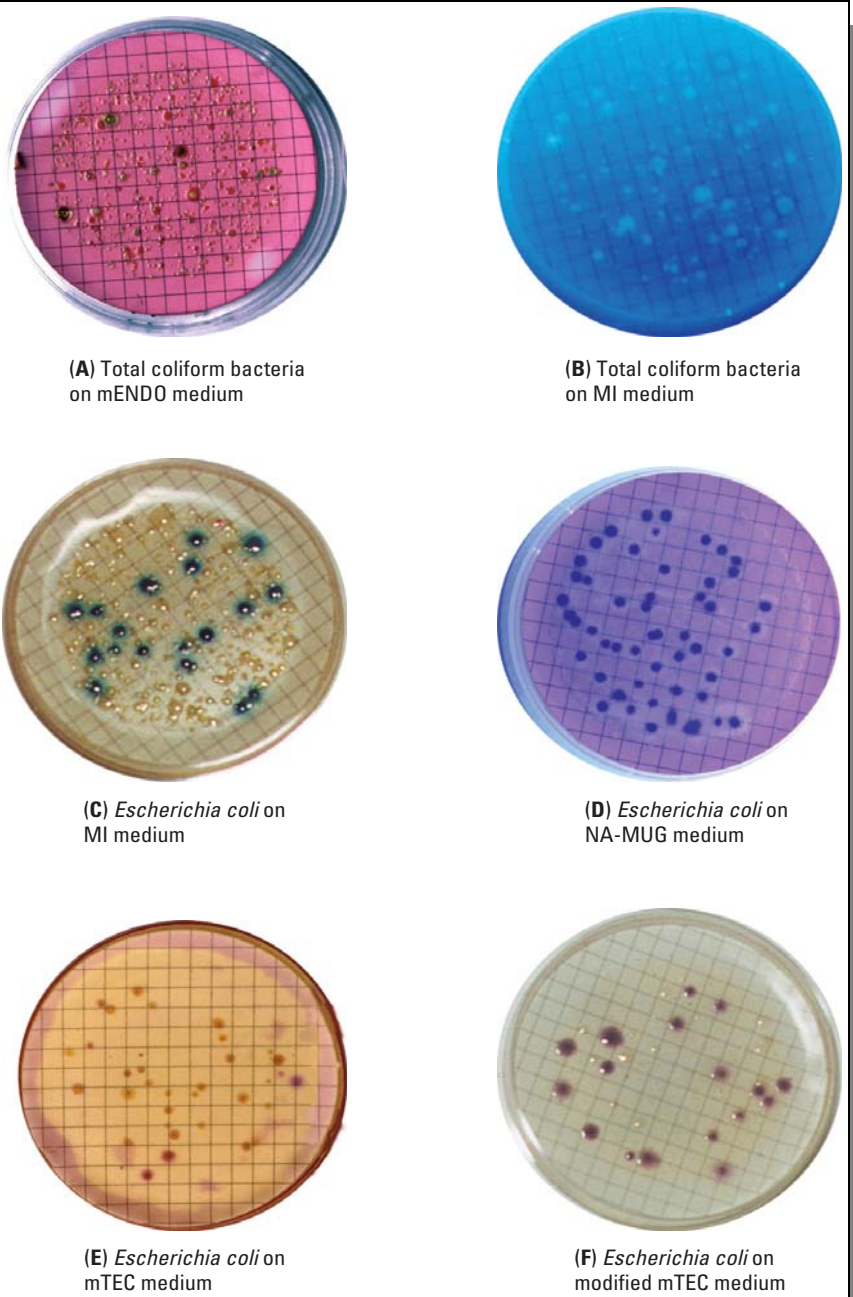 (A) Total coliform bacteria
on mENDO medium
(B) Total coliform bacteria
on MI medium
(C) Escherichia coli on
MI medium
(D) Escherichia coli on
NA-MUG medium
(E) Escherichia coli on
mTEC medium
(F) Escherichia coli on
modified mTEC medium